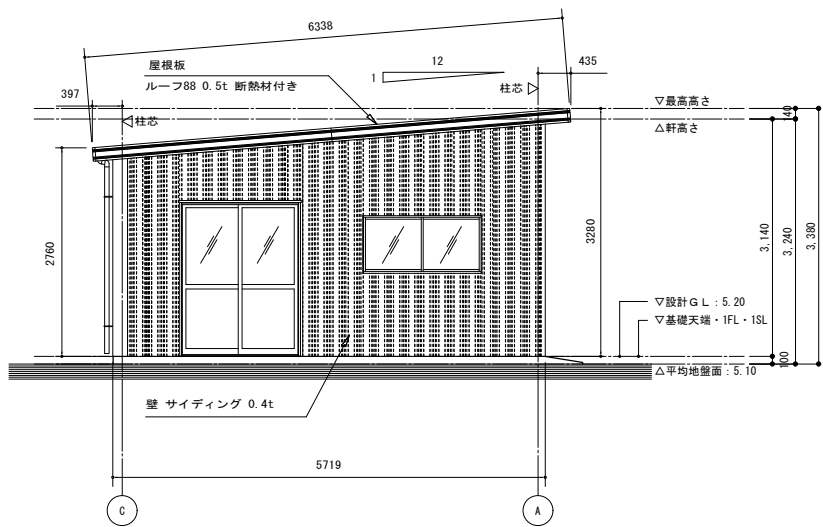 6338
屋根板
ルーフ88 0.5t 断熱材付き
12
1
435
柱芯
397
柱芯
▽最高高さ
40
△軒高さ
2760
3280
3,140
3,240
3,380
▽設計GL：5.20
▽基礎天端・1FL・1SL
100
△平均地盤面：5.10
壁 サイディング 0.4t
5719
C
A